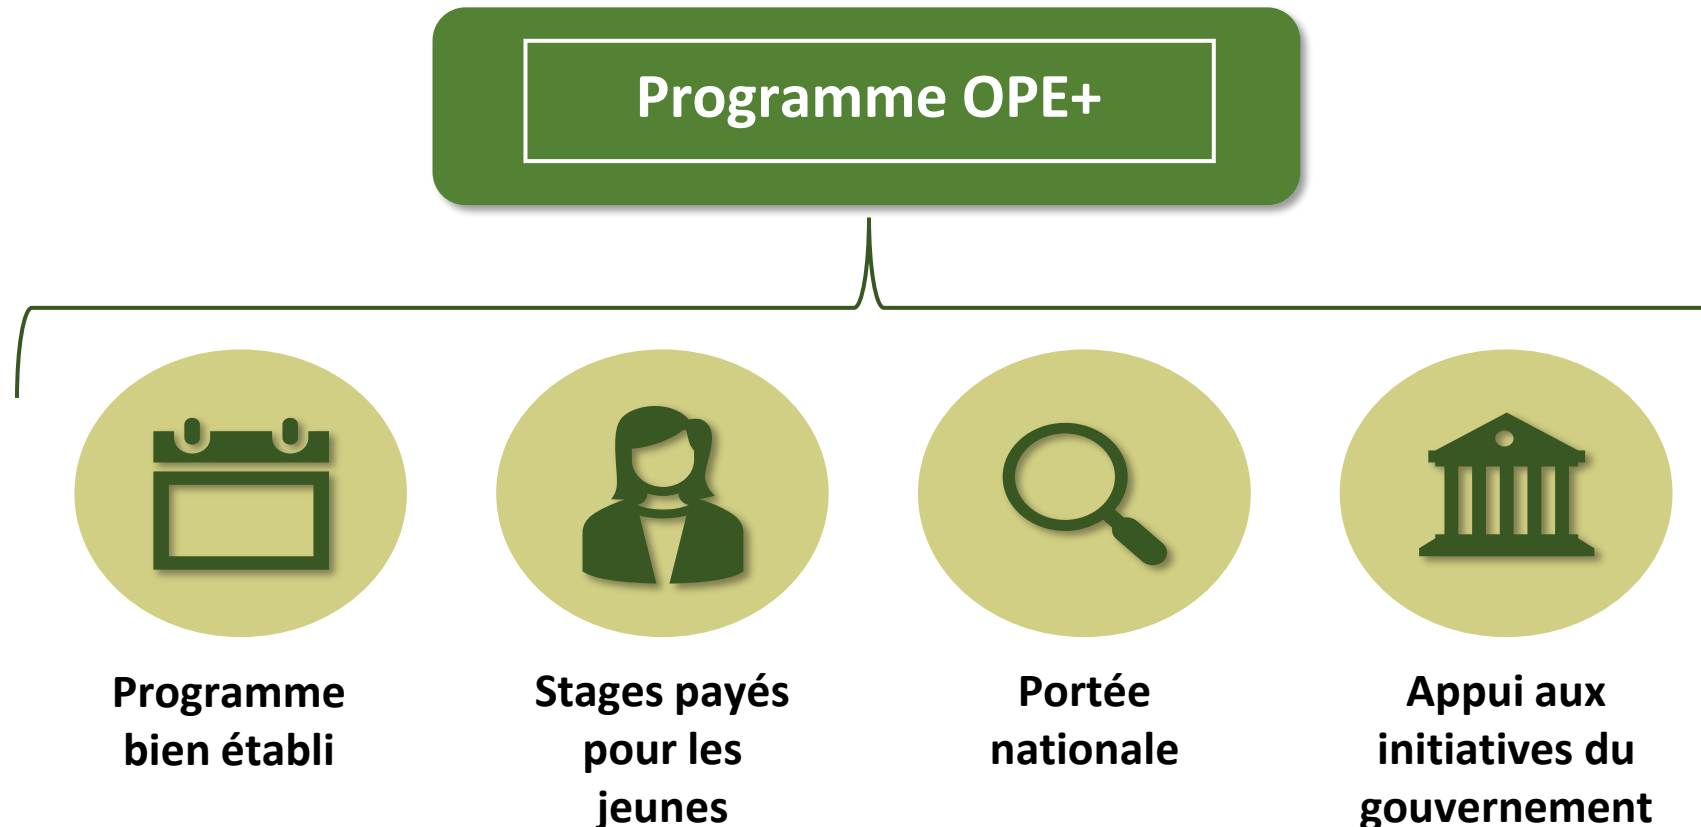 Programme OPE+
Programme
bien établi
Stages payés
pour les
jeunes
Portée
nationale
Appui aux
initiatives du
gouvernement